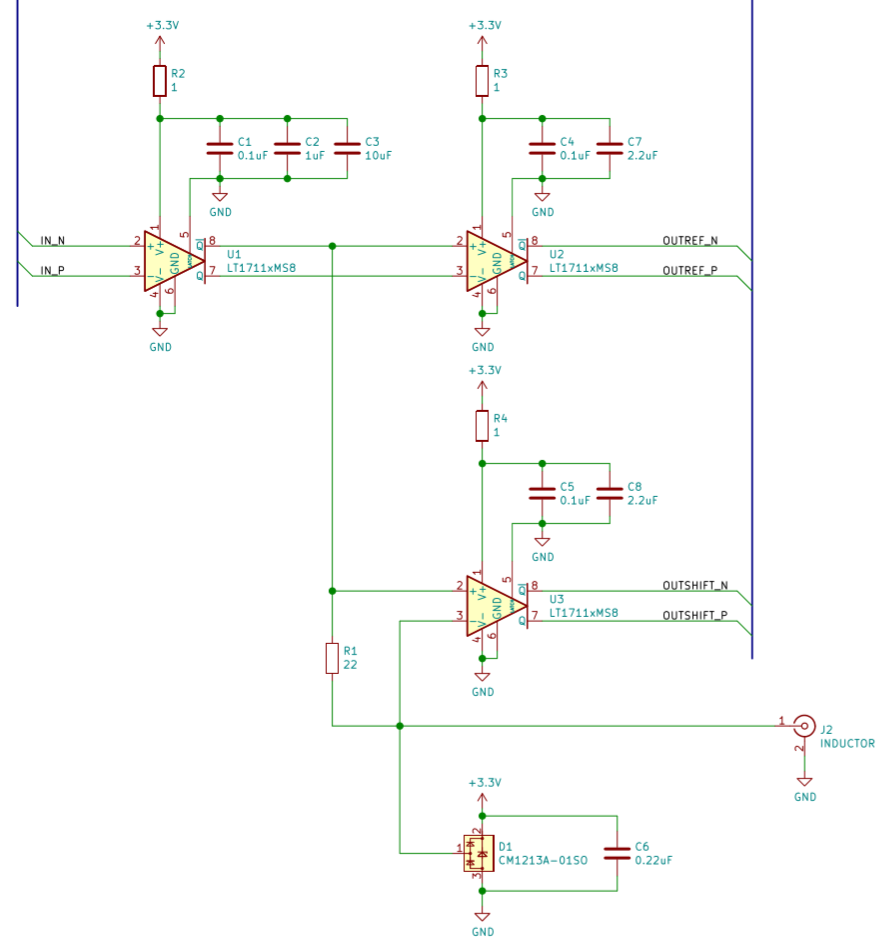 +3.3V
+3.3V
R2
1
R3
1
C1
0.1uF
C2
1uF
C3
10uF
C4
0.1uF
C7
2.2uF
GND
GND
IN_N
IN_P
2
3
1
5
4
6
8
7
+
−
V+
V-
GND
Q
Q
U1
LT1711xMS8
2
3
1
5
4
6
8
7
+
−
V+
V-
GND
Q
Q
U2
LT1711xMS8
OUTREF_N
OUTREF_P
GND
GND
+3.3V
R4
1
C5
0.1uF
C8
2.2uF
GND
2
3
1
5
4
6
8
7
+
−
V+
V-
GND
Q
Q
U3
LT1711xMS8
OUTSHIFT_N
OUTSHIFT_P
R1
22
GND
1
2
J2
INDUCTOR
GND
+3.3V
1
2
3
D1
CM1213A-01SO
C6
0.22uF
GND